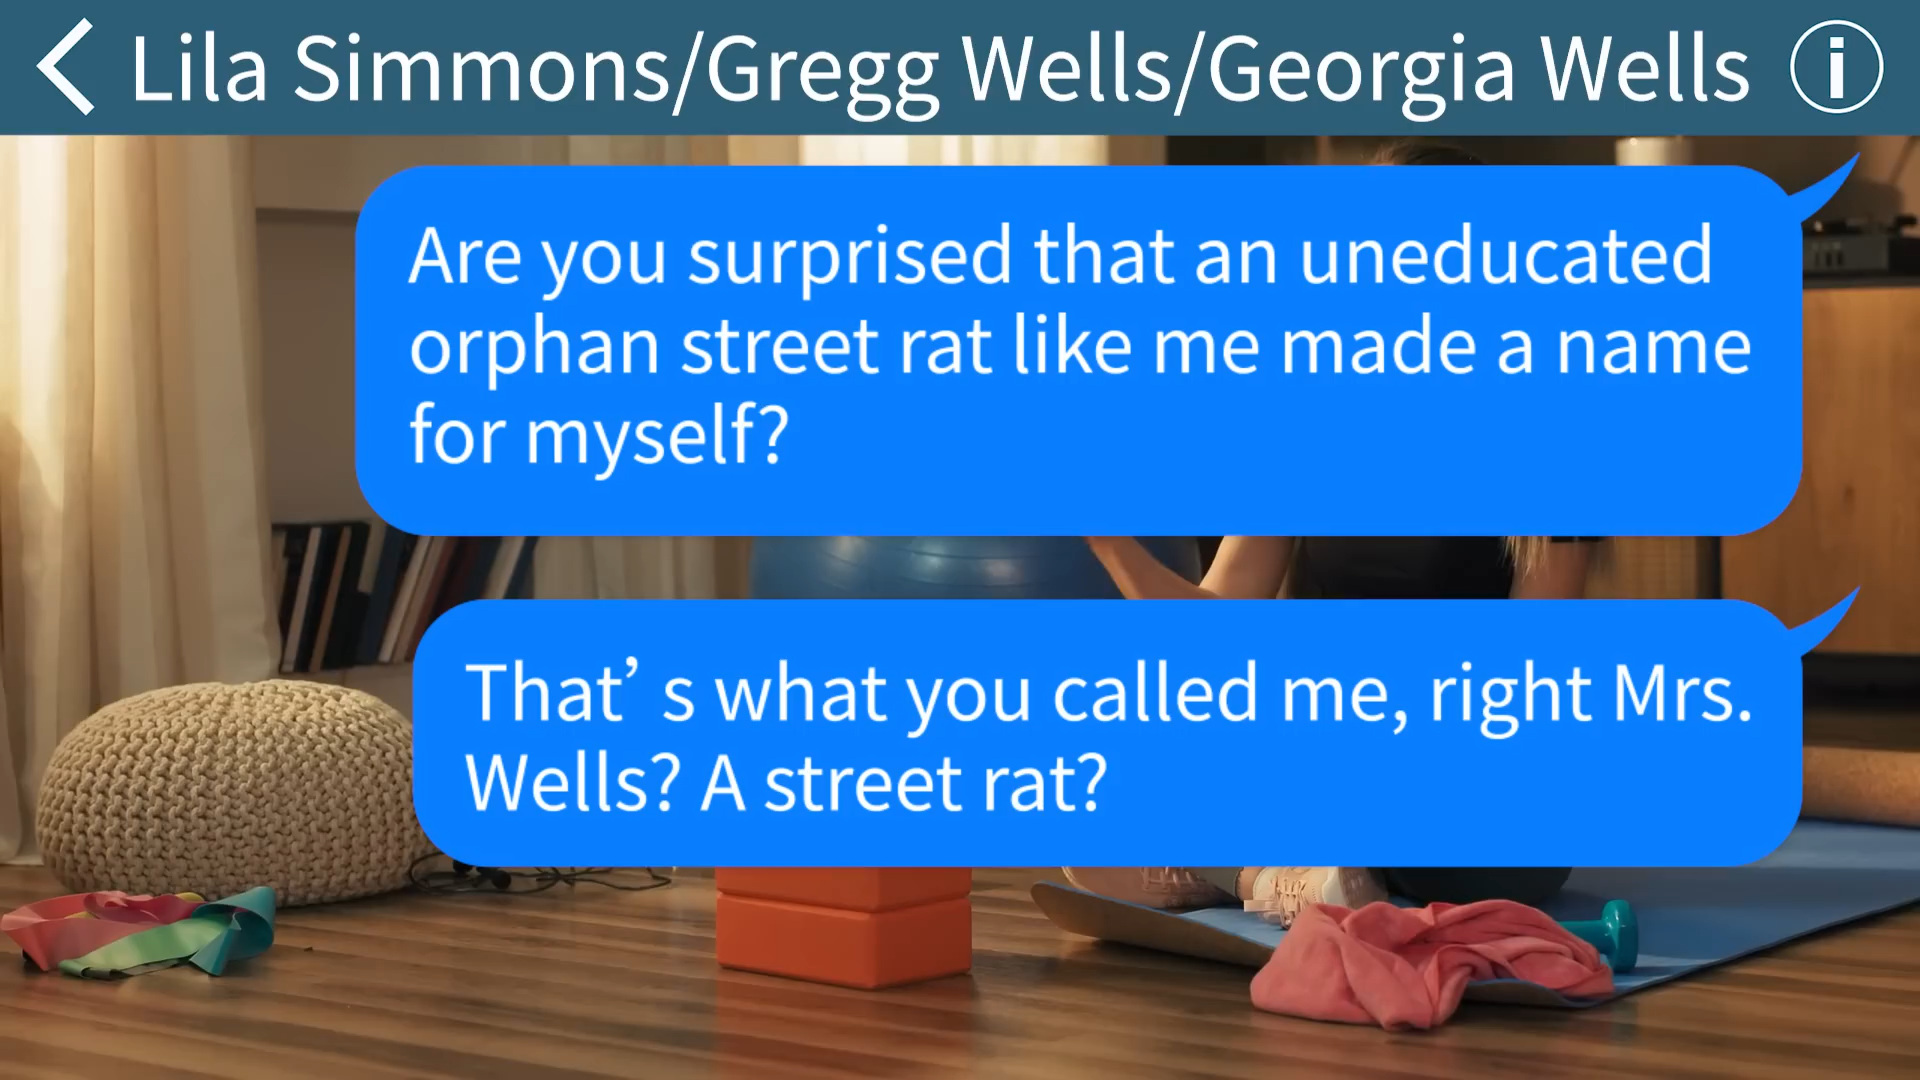 Lila Simmons/Gregg Wells/Georgia Wells
Are you surprised that an uneducated
orphan street rat like me made a name
for myself?
That’s what you called me, right Mrs.
Wells? A street rat?